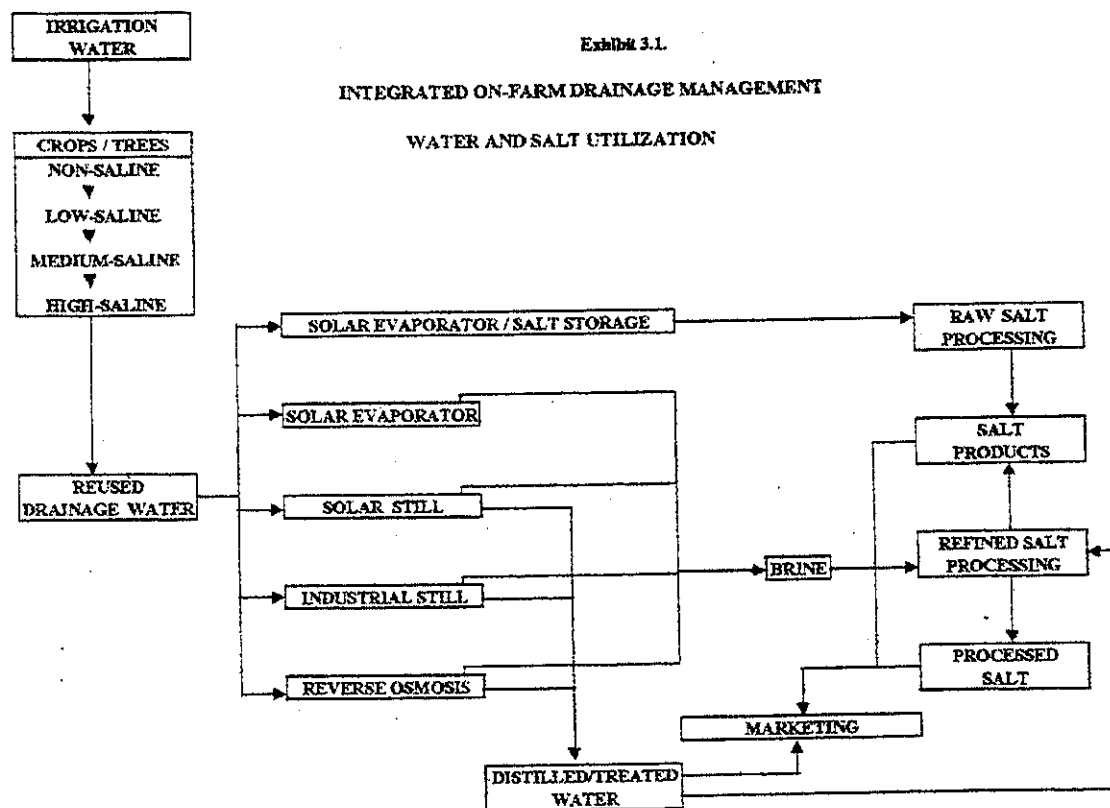 IRRIGATION
WATER
Exhibit 3.1.
INTEGRATED ON-FARM DRAINAGE MANAGEMENT
WATER AND SALT UTILIZATION
CROPS / TREES
NON-SALINE
LOW-SALINE
MEDIUM-SALINE
HIGH-SALINE
SOLAR EVAPORATOR / SALT STORAGE
RAW SALT
PROCESSING
SOLAR EVAPORATOR
SALT
PRODUCTS
REUSED
DRAINAGE WATER
SOLAR STILL
REFINED SALT
PROCESSING
BRINE
INDUSTRIAL STILL
REVERSE OSMOSIS
PROCESSED
SALT
MARKETING
DISTILLED/TREATED
WATER